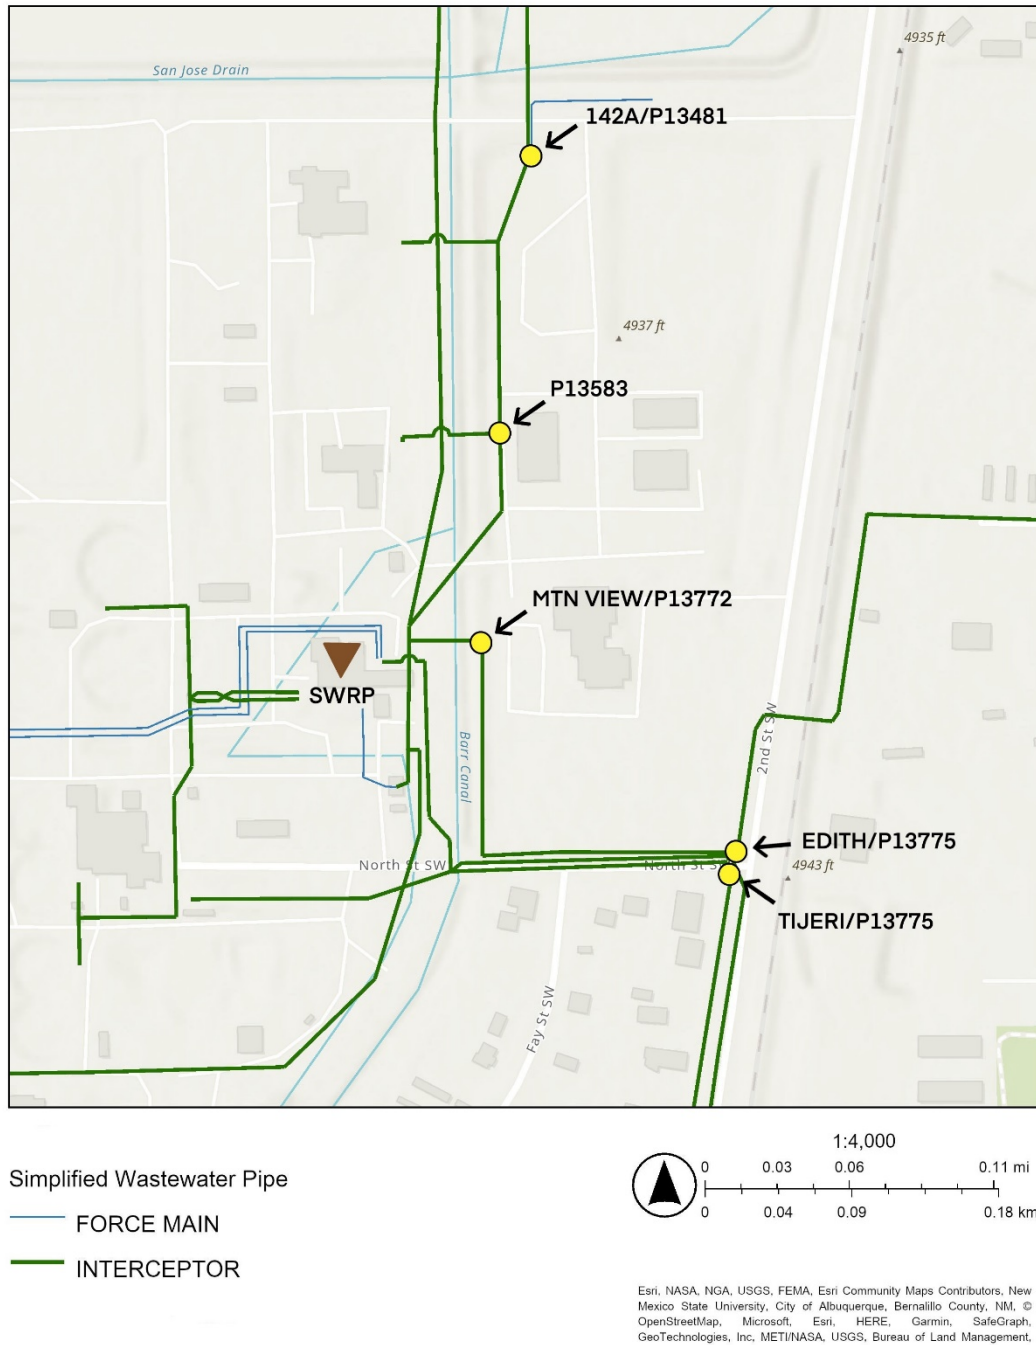 4935 ft
San Jose Drain
142A/P13481
4937 ft
P13583
MTN VIEW/P13772
SWRP
2nd St SW
Barr Canal
EDITH/P13775
North St SW
North St SW
4943 ft
TIJERI/P13775
Fay St SW
1:4,000
Simplified Wastewater Pipe
0 0.03 0.06 0.11 mi
0 0.04 0.09 0.18 km
FORCE MAIN
INTERCEPTOR
Esri, NASA, NGA, USGS, FEMA, Esri Community Maps Contributors, New
Mexico State University, City of Albuquerque, Bernalillo County, NM, ©
OpenStreetMap, Microsoft, Esri, HERE, Garmin, SafeGraph,
GeoTechnologies, Inc, METI/NASA, USGS, Bureau of Land Management,